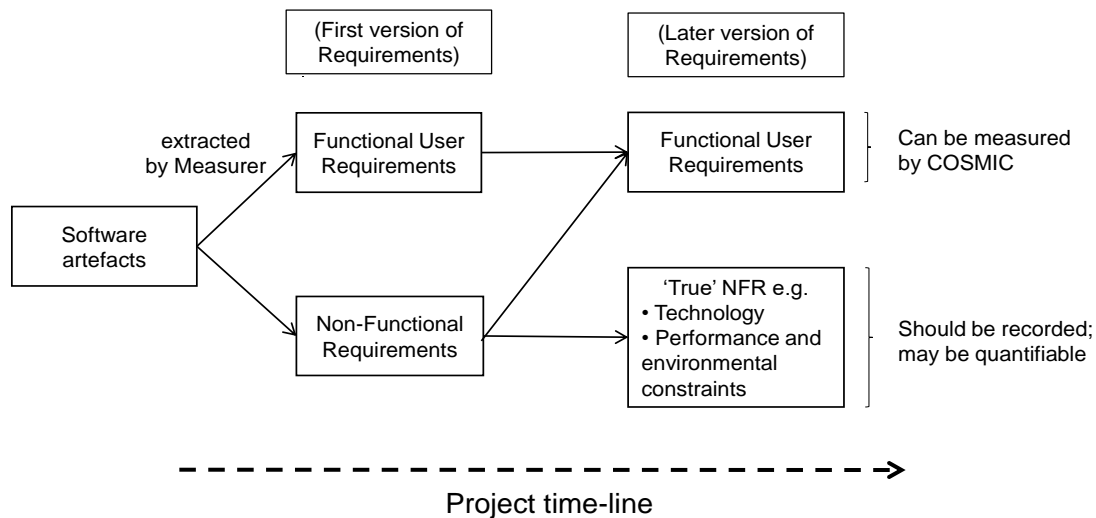 (First version of
Requirements)
(Later version of
Requirements)
extracted
by Measurer
Functional User
Requirements
Functional User
Requirements
Can be measured
by COSMIC
Software
artefacts
Non-Functional
Requirements
‘True’ NFR e.g.
• Technology
• Performance and
environmental
constraints
Should be recorded;
may be quantifiable
Project time-line